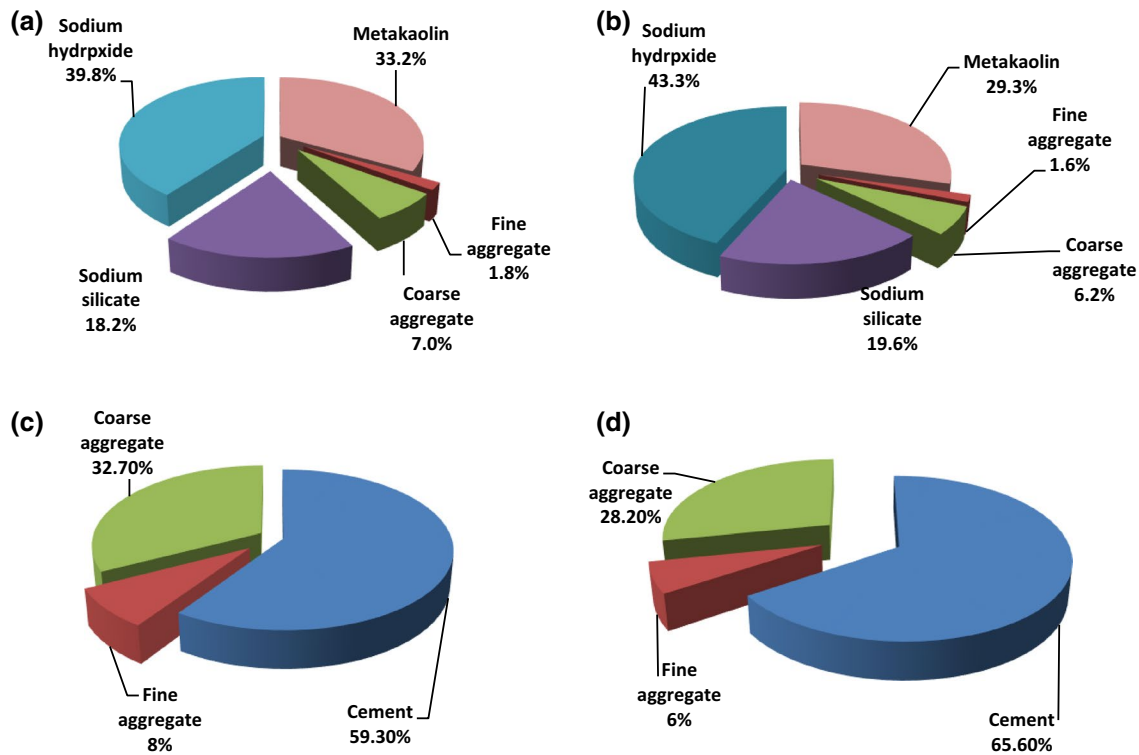 (a)
Sodium
hydrpxide
39.8%
Metakaolin
33.2%
Fine
aggregate
1.8%
Coarse
aggregate
7.0%
Sodium
silicate
18.2%
(b)
Sodium
hydrpxide
43.3%
Metakaolin
29.3%
Fine
aggregate
1.6%
Coarse
aggregate
6.2%
Sodium
silicate
19.6%
(c)
Coarse
aggregate
32.70%
Fine
aggregate
8%
Cement
59.30%
(d)
Coarse
aggregate
28.20%
Fine
aggregate
6%
Cement
65.60%